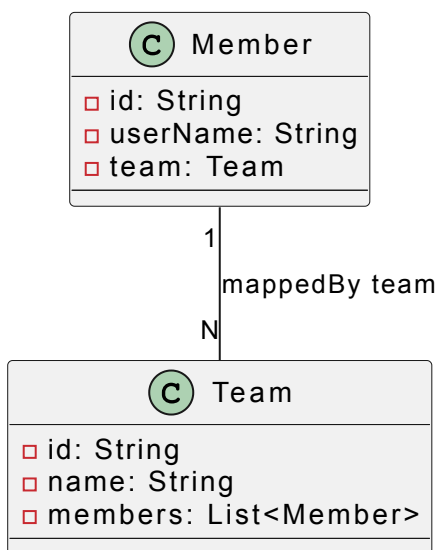 C Member
id: String
userName: String
team: Team
1
mappedBy team
N
C Team
id: String
name: String
members: List<Member>